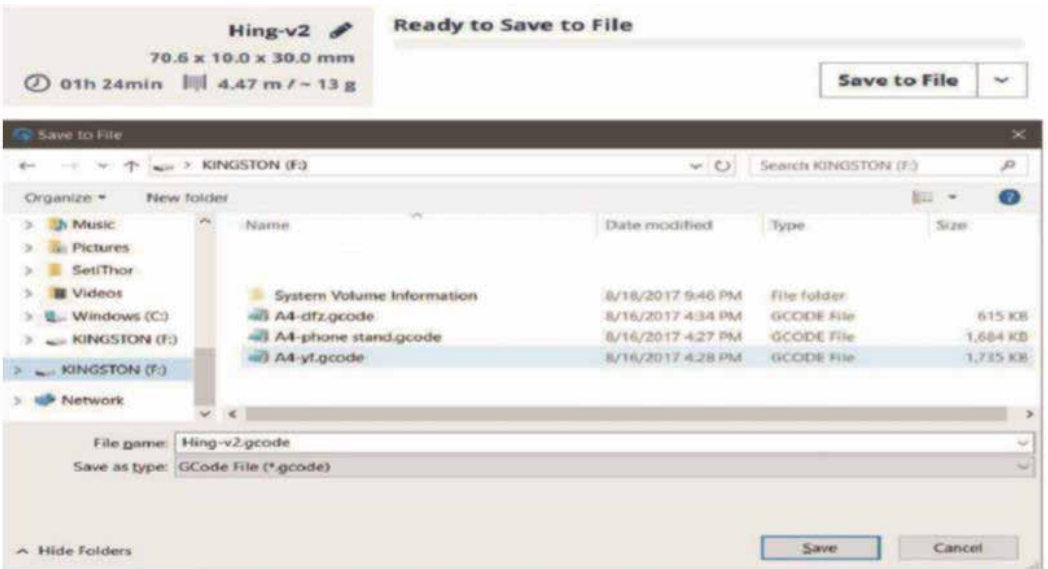 Hing-v2
Ready to Save to File
70.6 x 10.0 x 30.0 mm
01h 24min 4.47 m / ~ 13 g
Save to File
Save to File
> KINGSTON (F:)
Search KINGSTON (F:)
Organize
New folder
Name Date modified Type Size
Music
Pictures
SetiThor
Videos
Windows (C:)
KINGSTON (F:)
KINGSTON (F:)
Network
System Volume Information 8/18/2017 9:46 PM File folder
A4-dfz.gcode 8/16/2017 4:34 PM GCODE File 615 KB
A4-phone stand.gcode 8/16/2017 4:27 PM GCODE File 1,684 KB
A4-yf.gcode 8/16/2017 4:28 PM GCODE File 1,735 KB
File name: Hing-v2.gcode
Save as type: GCode File (*.gcode)
Hide Folders
Save
Cancel